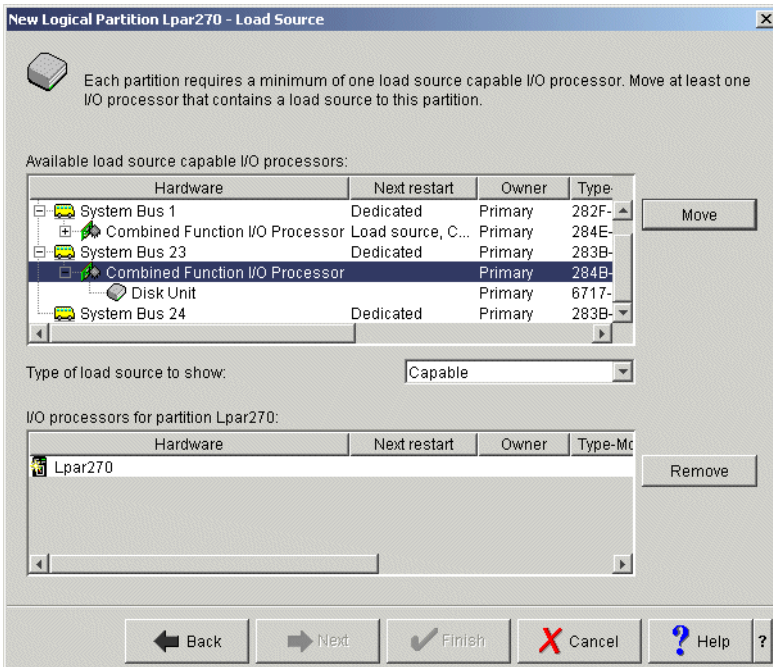 New Logical Partition Lpar270 - Load Source
Each partition requires a minimum of one load source capable I/O processor. Move at least one
I/O processor that contains a load source to this partition.
Available load source capable I/O processors:
Hardware Next restart Owner Type-
System Bus 1 Dedicated Primary 282F-
Combined Function I/O Processor Load source, C... Primary 284E-
System Bus 23 Dedicated Primary 283B-
Combined Function I/O Processor Primary 284B-
Disk Unit Primary 6717-
System Bus 24 Dedicated Primary 283B-
Move
Type of load source to show: Capable
I/O processors for partition Lpar270:
Hardware Next restart Owner Type-Mo
Lpar270
Remove
Back Next Finish Cancel ? Help ?